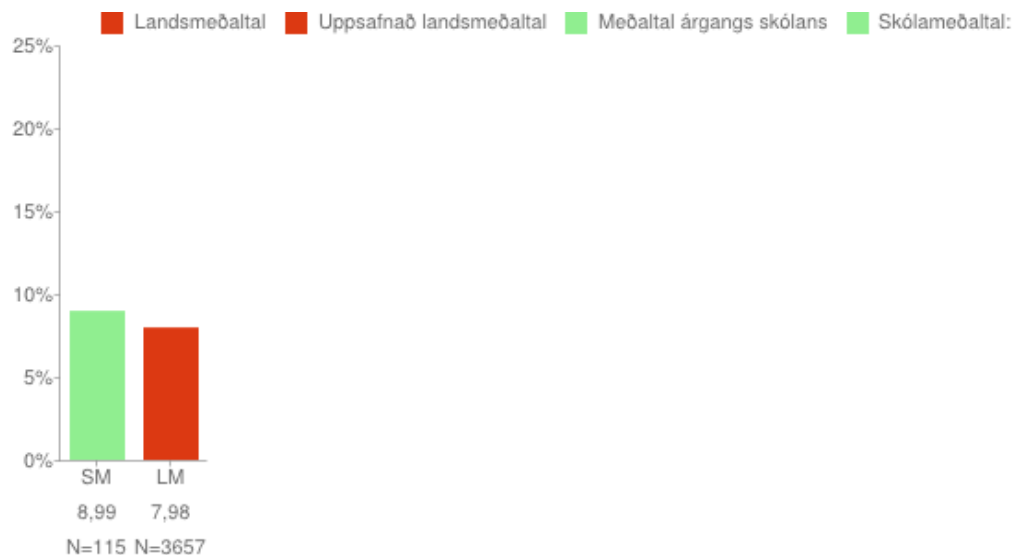 Landsmeðaltal Uppsafnað landsmeðaltal Meðaltal árgangs skólans Skólameðaltal:
25%
20%
15%
10%
5%
0%
SM LM
8,99 7,98
N=115 N=3657